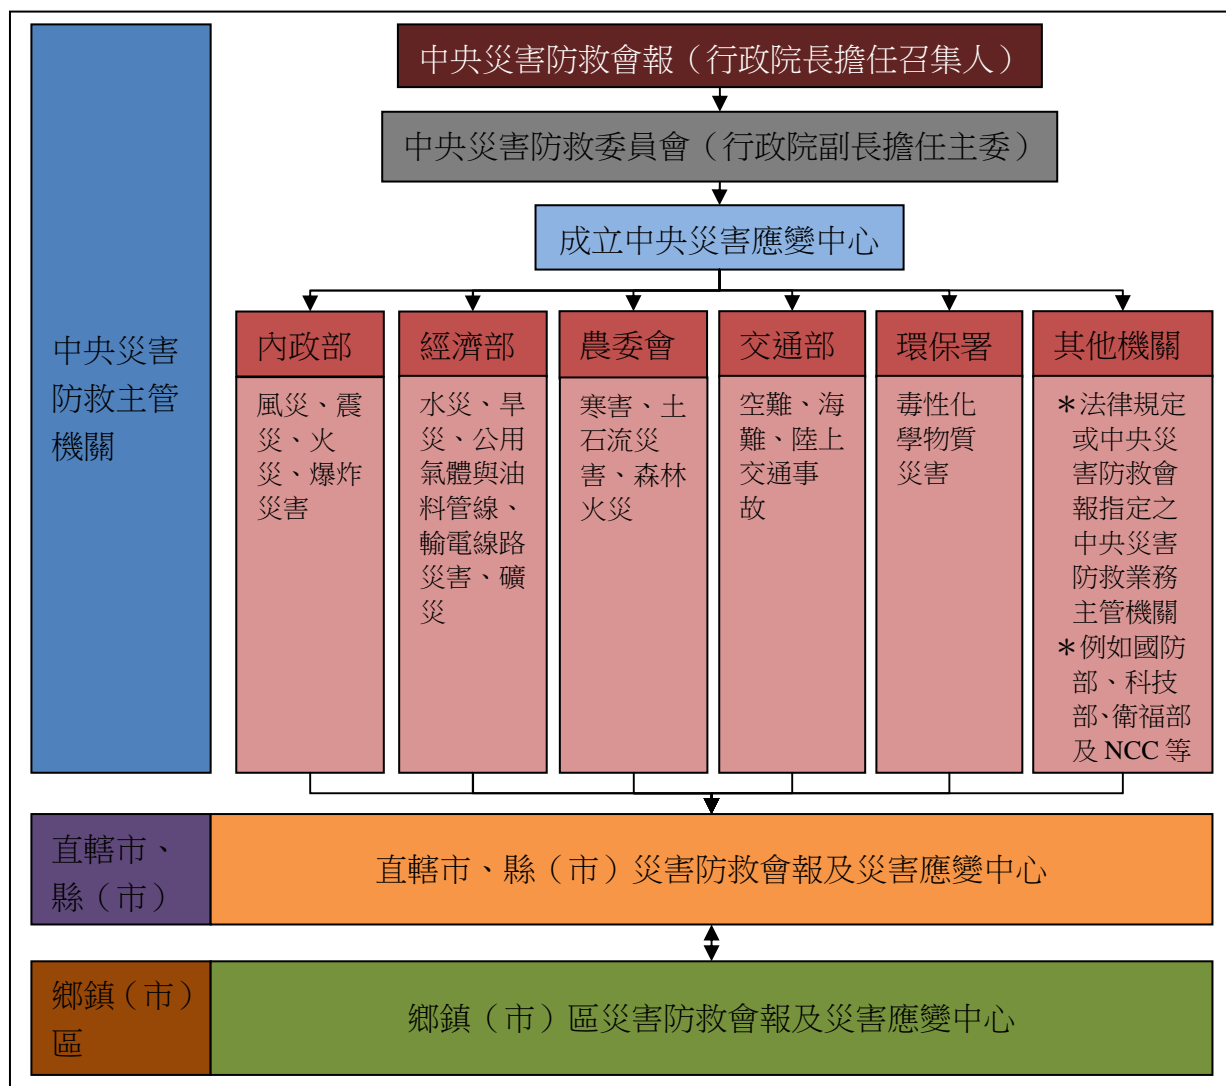 中央災害防救會報（行政院長擔任召集人）
中央災害防救委員會（行政院副長擔任主委）
成立中央災害應變中心
中央災害
防救主管
機關
內政部
風災、震
災、火
災、爆炸
災害
經濟部
水災、旱
災、公用
氣體與油
料管線、
輸電線路
災害、礦
災
農委會
寒害、土
石流災
害、森林
火災
交通部
空難、海
難、陸上
交通事
故
環保署
毒性化
學物質
災害
其他機關
＊法律規定
或中央災
害防救會
報指定之
中央災害
防救業務
主管機關
＊例如國防
部、科技
部、衛福部
及 NCC 等
直轄市、
縣（市）
直轄市、縣（市）災害防救會報及災害應變中心
鄉鎮（市）
區
鄉鎮（市）區災害防救會報及災害應變中心